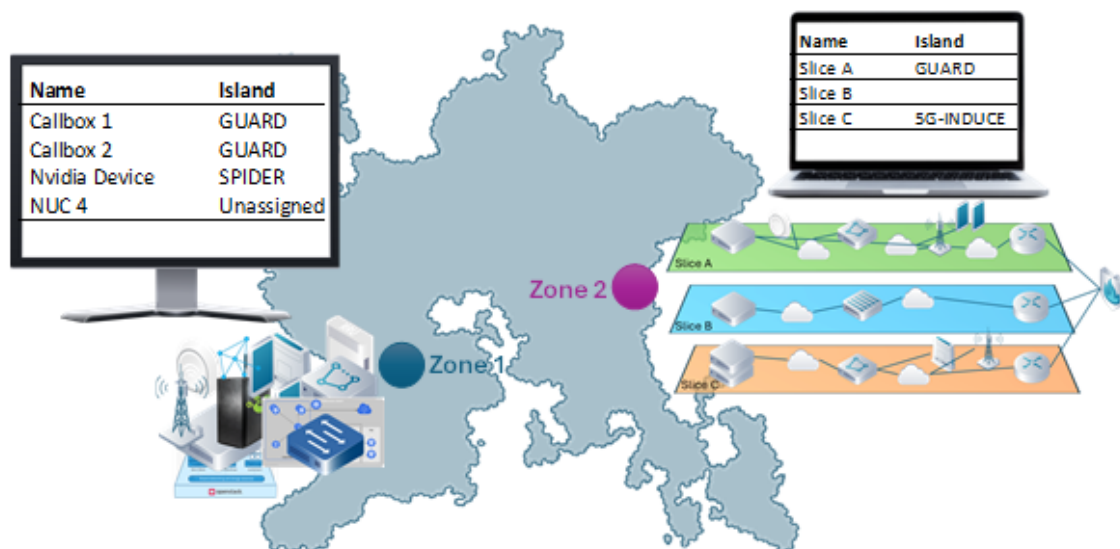 Name Island
Callbox 1 GUARD
Callbox 2 GUARD
Nvidia Device SPIDER
NUC 4 Unassigned
Name Island
Slice A GUARD
Slice B
Slice C 5G-INDUCE
Slice A
Zone 2
Slice B
Zone 1
Slice C
openstack